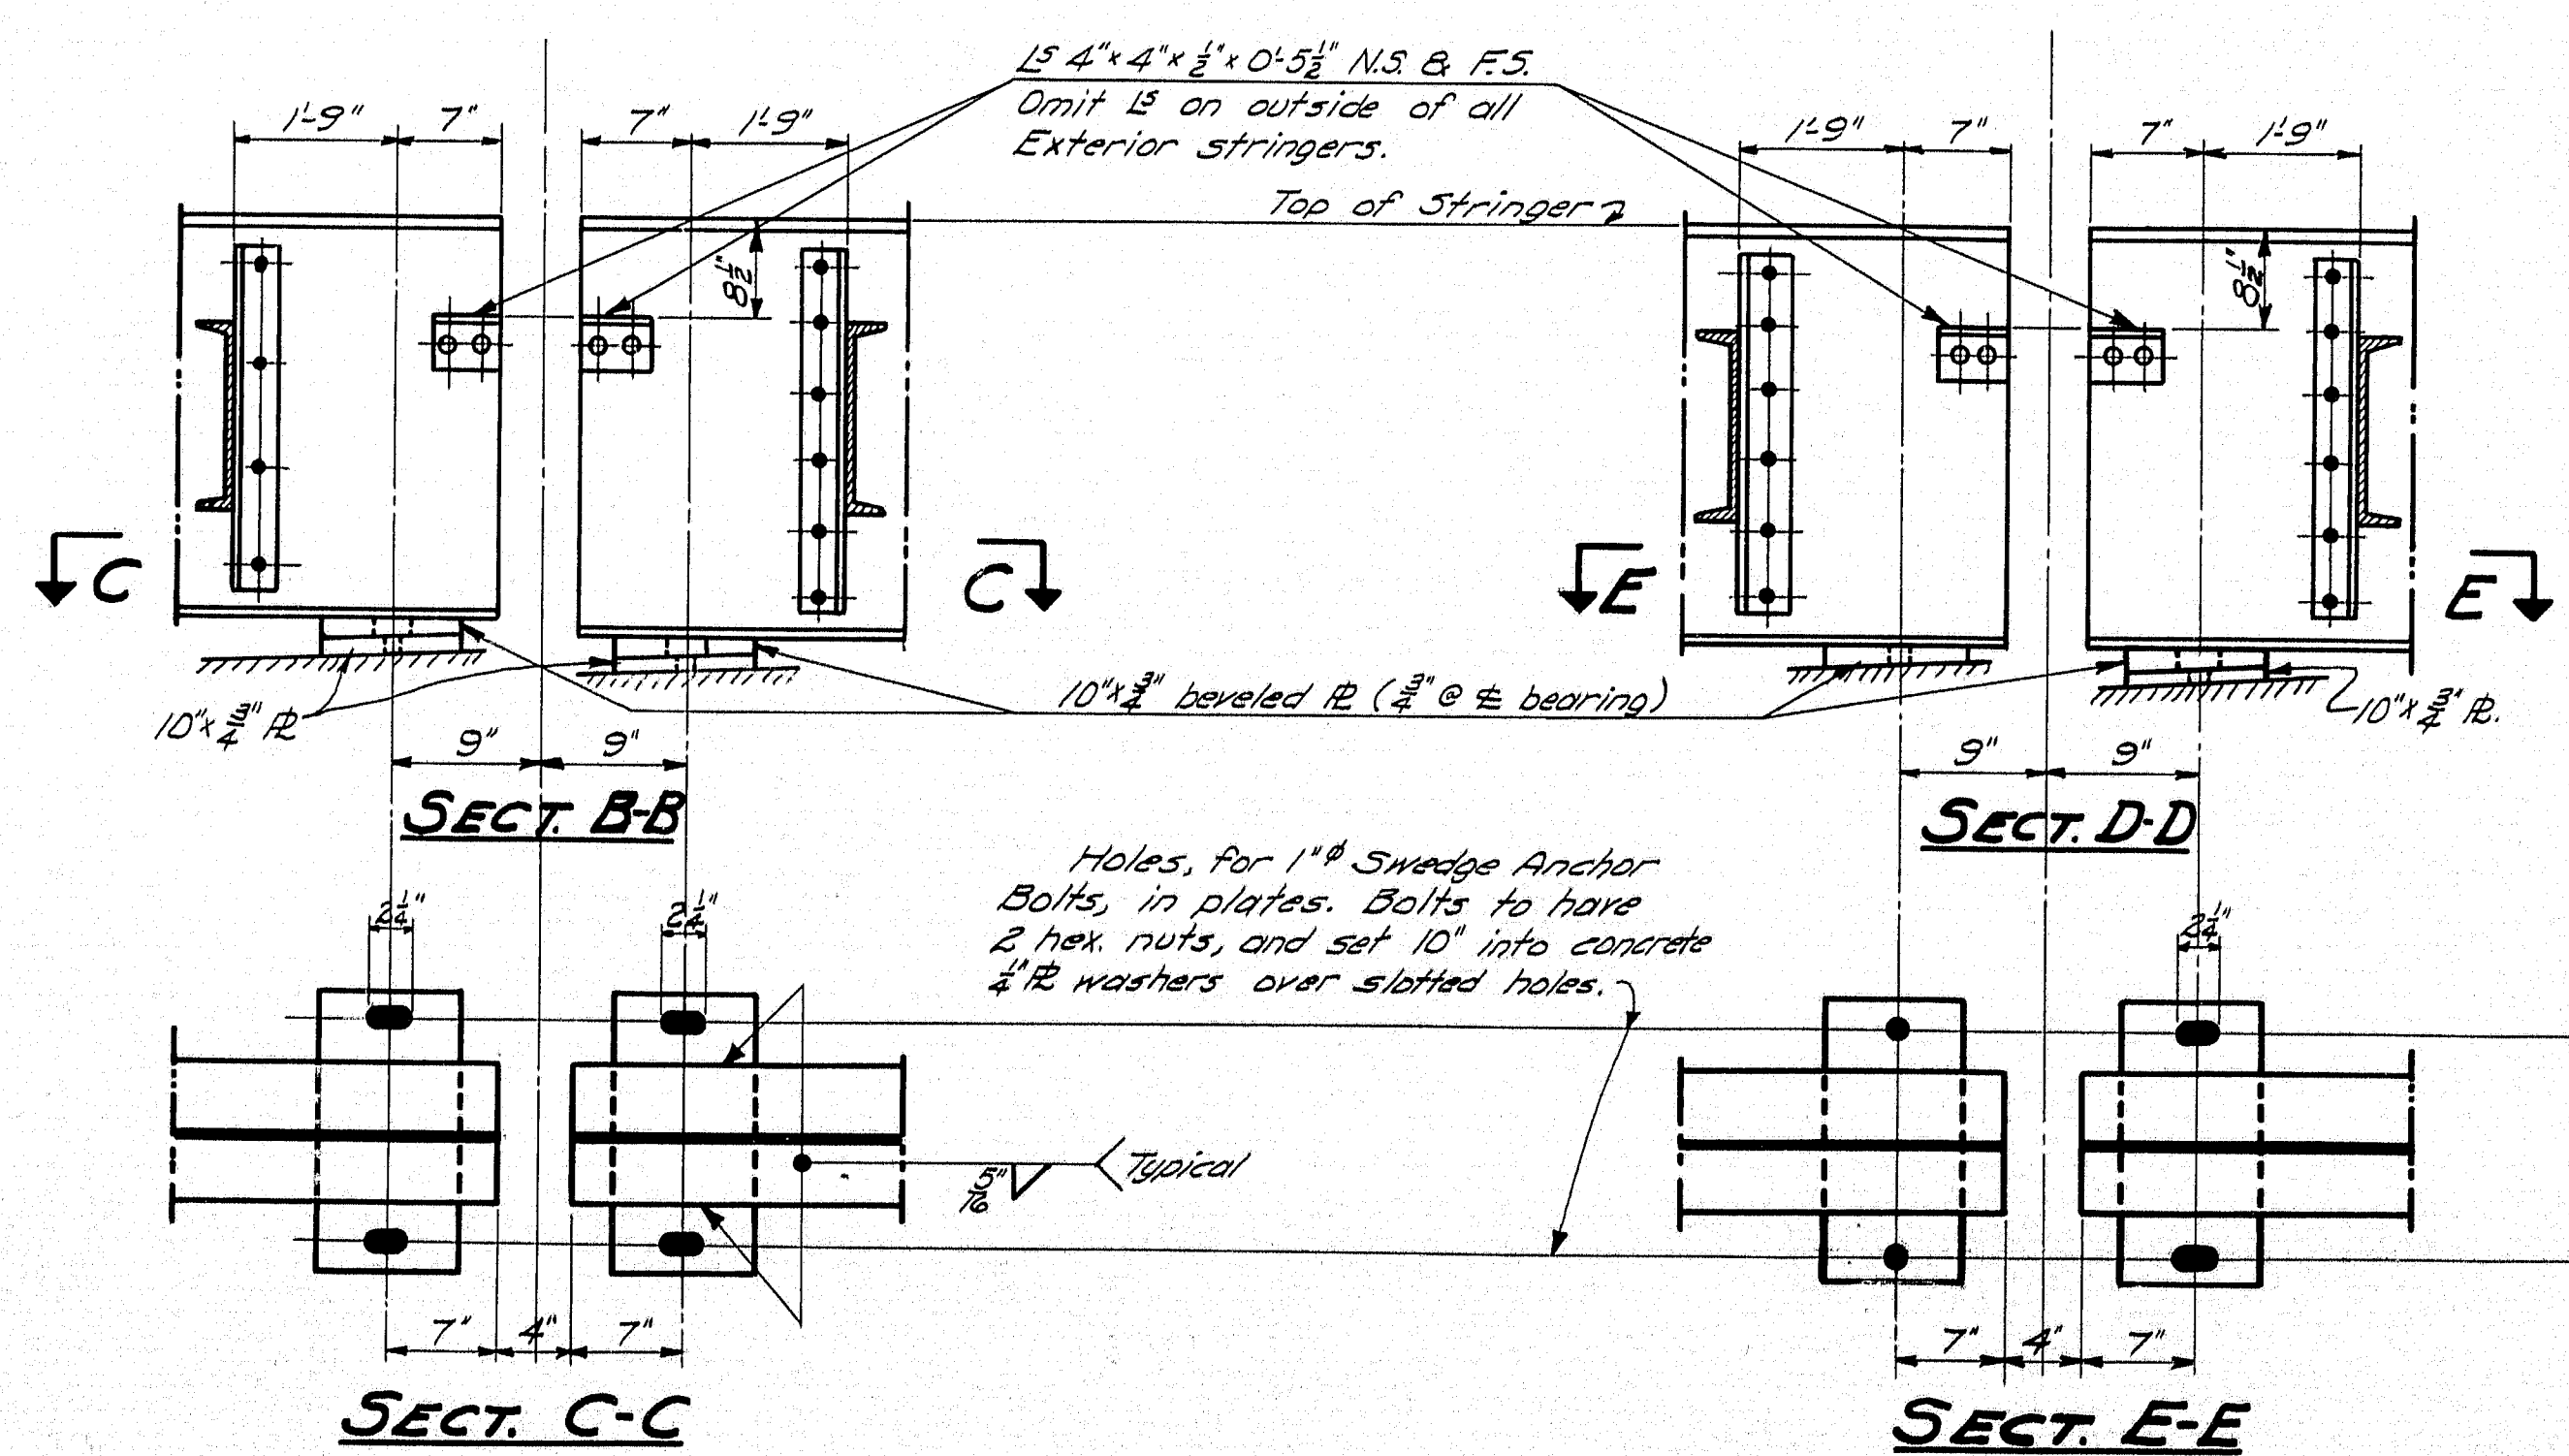 Ls 4"x4"x½"x0'-5½" N.S. & F.S.
Omit Ls on outside of all
Exterior stringers.
1'-9" 7" 7" 1'-9"
1'-9" 7" 7" 1'-9"
Top of Stringer
8½"
8½"
C C
E E
10"x¾" ℙL
10"x¾" beveled ℙL (¾" @ ℄ bearing)
10"x¾" ℙL.
9" 9"
9" 9"
SECT. B-B
SECT. D-D
Holes, for 1"ϕ Swedge Anchor
Bolts, in plates. Bolts to have
2 hex. nuts, and set 10" into concrete
¼" ℙL washers over slotted holes.
2¼" 2¼"
2¼"
5/16" Typical
7" 4" 7"
7" 4" 7"
SECT. C-C
SECT. E-E